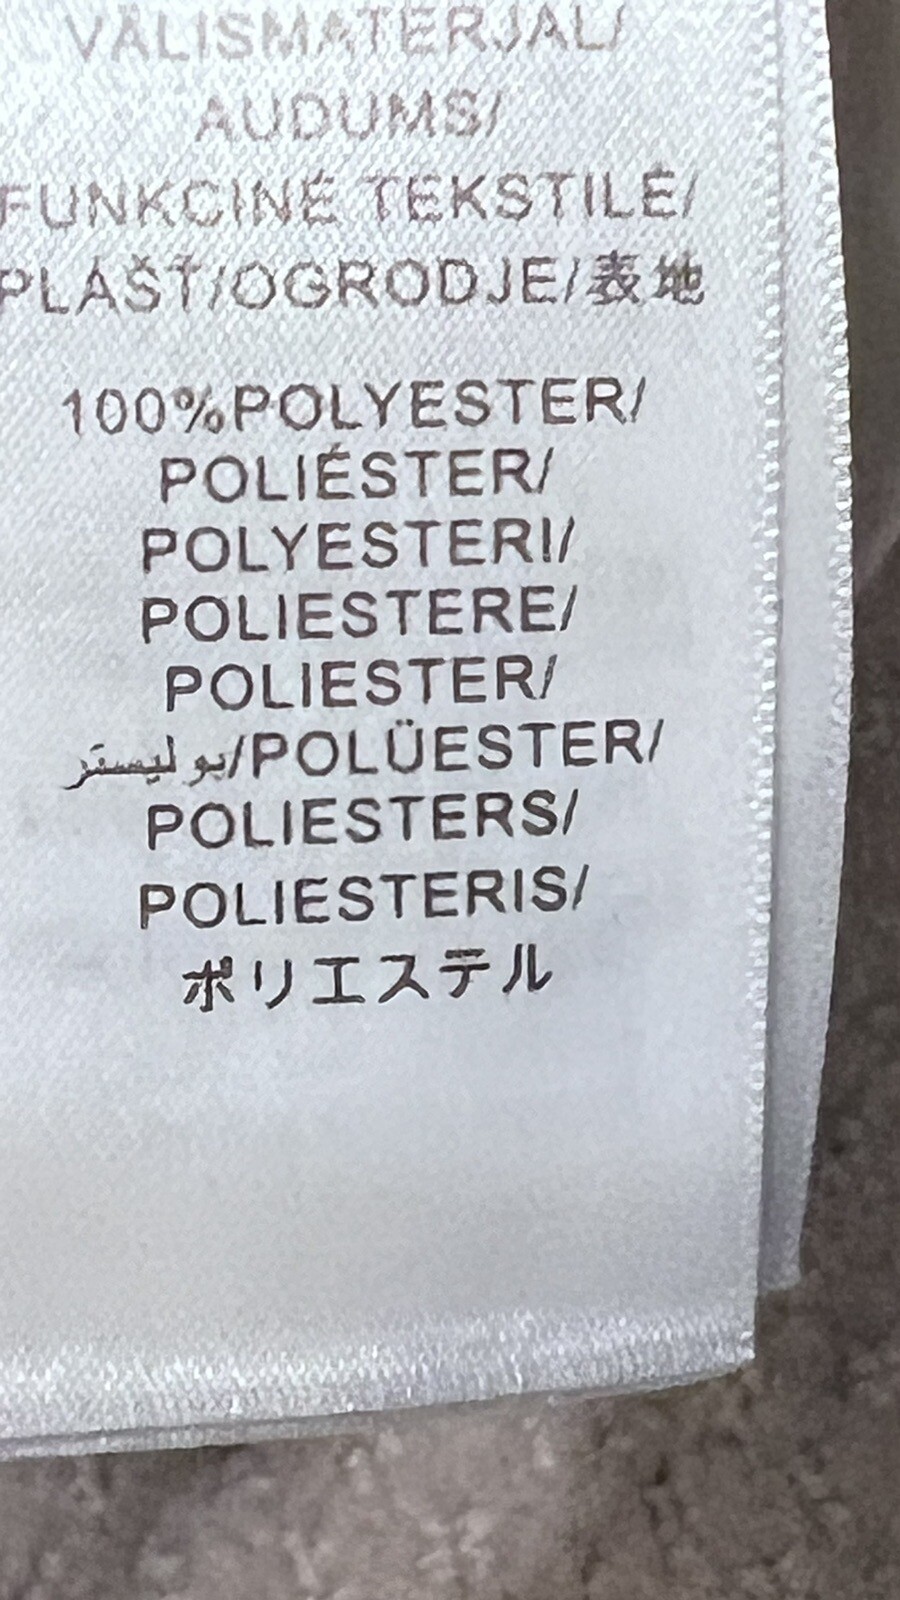 VÄLISMATERJAL/
AUDUMS/
FUNKCINĖ TEKSTILĖ/
PLÁŠŤ/OGRODJE/表地
100%POLYESTER/
POLIÉSTER/
POLYESTERI/
POLIESTERE/
POLIESTER/
بوليستر/POLÜESTER/
POLIESTERS/
POLIESTERIS/
ポリエステル